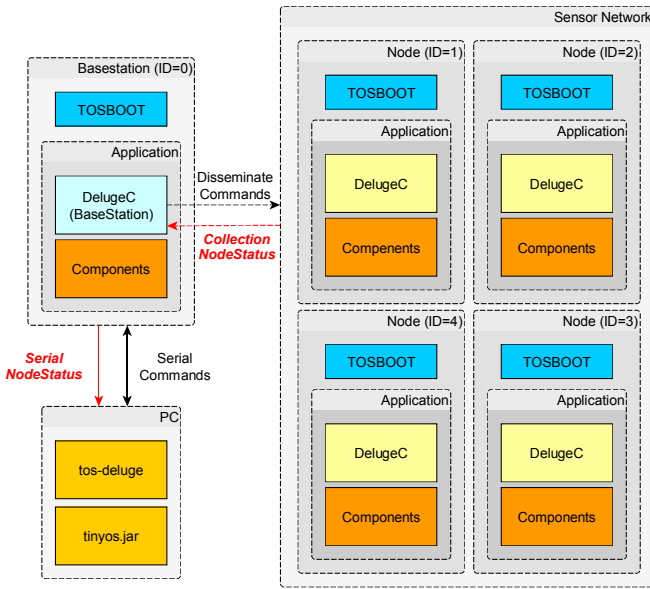 Sensor Network
Basestation (ID=0)
TOSBOOT
Application
DelugeC
(BaseStation)
Components
Disseminate
Commands
Collection
NodeStatus
Node (ID=1)
TOSBOOT
Application
DelugeC
Components
Node (ID=2)
TOSBOOT
Application
DelugeC
Components
Node (ID=4)
TOSBOOT
Application
DelugeC
Components
Node (ID=3)
TOSBOOT
Application
DelugeC
Components
Serial
NodeStatus
Serial
Commands
PC
tos-deluge
tinyos.jar